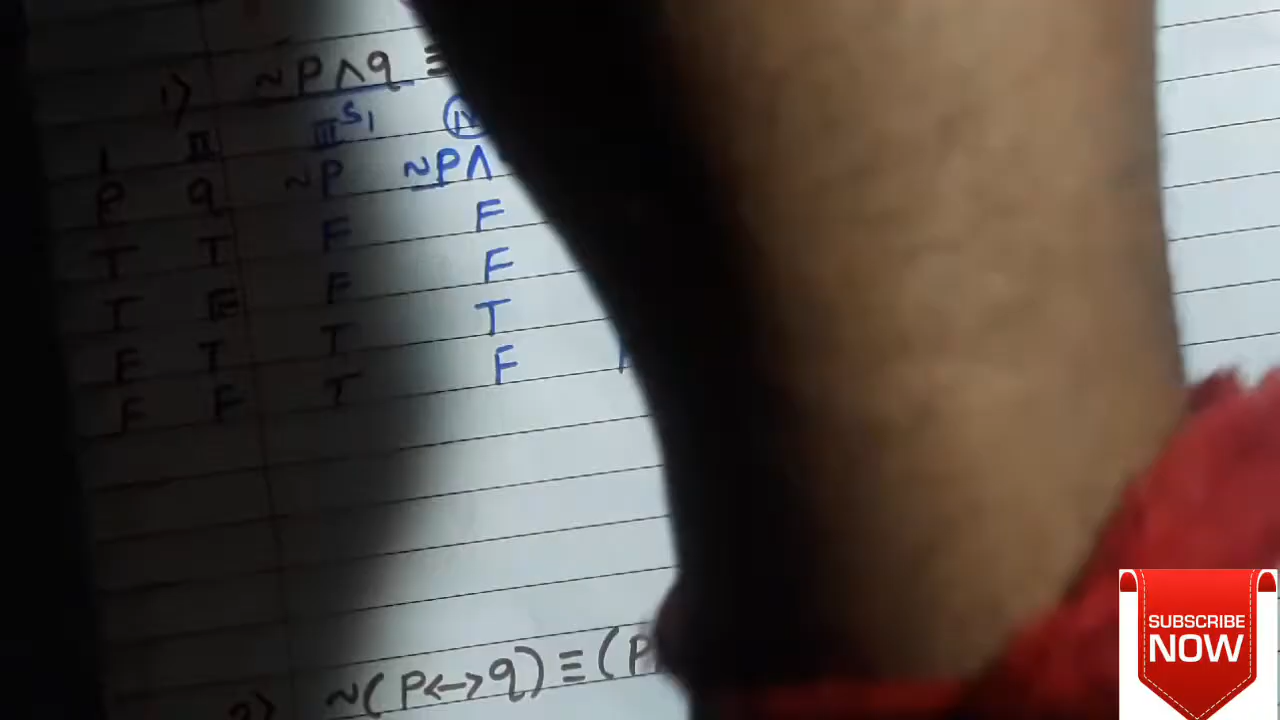 1) ~P∧q ≡
I II III S1 IV
P q ~P ~P∧
T T F F
T F F F
F T T T
F F T F
2) ~(P↔q) ≡ (P
SUBSCRIBE
NOW